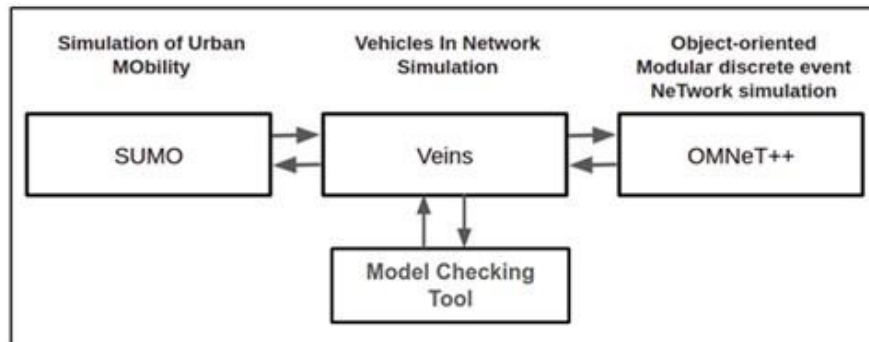 Simulation of Urban
MObility
Vehicles In Network
Simulation
Object-oriented
Modular discrete event
NeTwork simulation
SUMO
Veins
OMNeT++
Model Checking
Tool